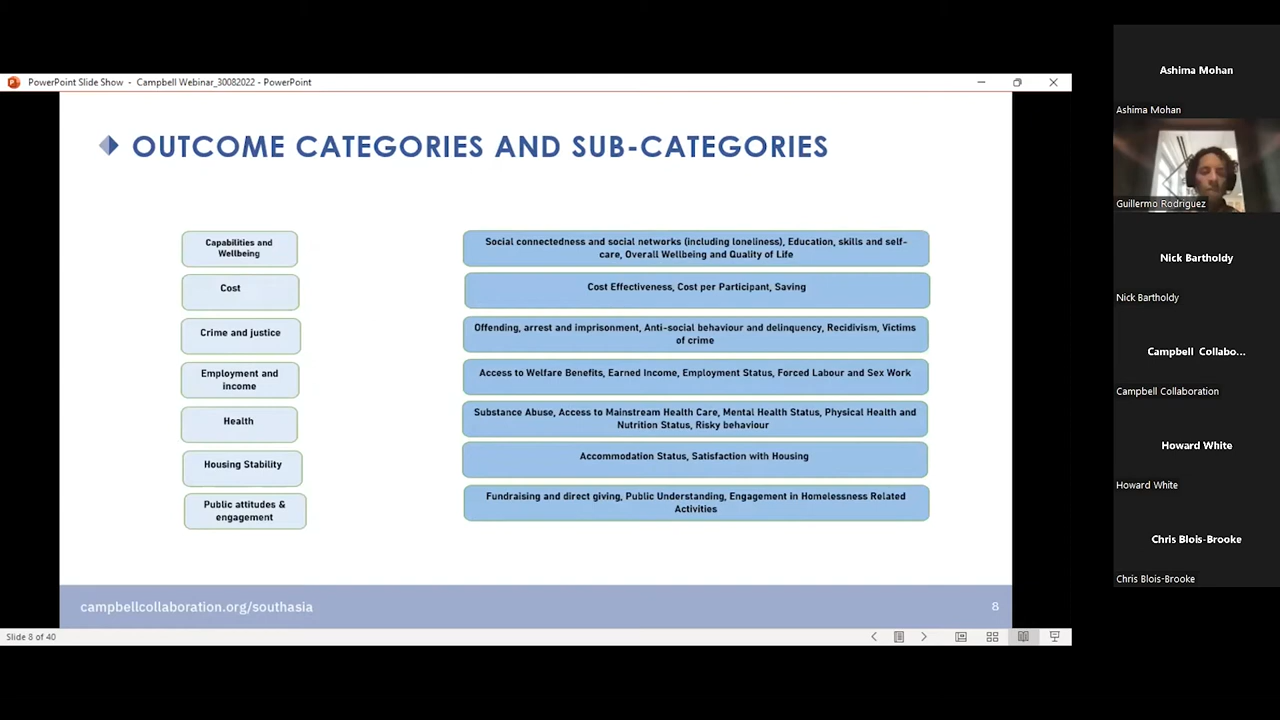 PowerPoint Slide Show - Campbell Webinar_30082022 - PowerPoint
OUTCOME CATEGORIES AND SUB-CATEGORIES
Capabilities and
Wellbeing
Social connectedness and social networks (including loneliness), Education, skills and self-
care, Overall Wellbeing and Quality of Life
Cost
Cost Effectiveness, Cost per Participant, Saving
Crime and justice
Offending, arrest and imprisonment, Anti-social behaviour and delinquency, Recidivism, Victims
of crime
Employment and
income
Access to Welfare Benefits, Earned Income, Employment Status, Forced Labour and Sex Work
Health
Substance Abuse, Access to Mainstream Health Care, Mental Health Status, Physical Health and
Nutrition Status, Risky behaviour
Housing Stability
Accommodation Status, Satisfaction with Housing
Public attitudes &
engagement
Fundraising and direct giving, Public Understanding, Engagement in Homelessness Related
Activities
campbellcollaboration.org/southasia
8
Slide 8 of 40
Ashima Mohan
Ashima Mohan
Guillermo Rodriguez
Nick Bartholdy
Nick Bartholdy
Campbell Collabo...
Campbell Collaboration
Howard White
Howard White
Chris Blois-Brooke
Chris Blois-Brooke